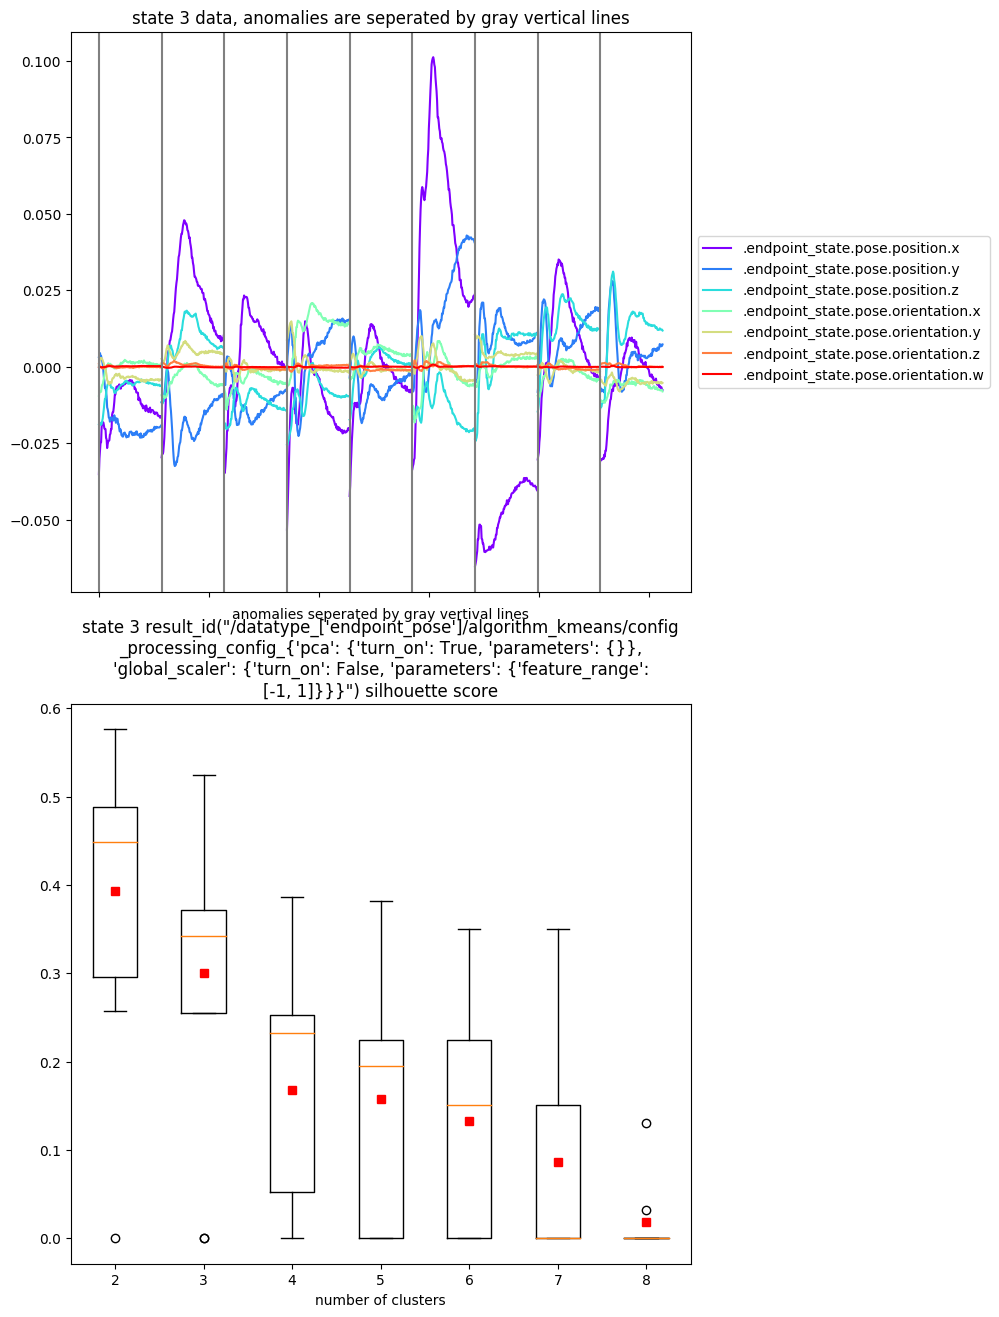 state 3 data, anomalies are seperated by gray vertical lines
0.100
0.075
0.050
0.025
0.000
−0.025
−0.050
.endpoint_state.pose.position.x
.endpoint_state.pose.position.y
.endpoint_state.pose.position.z
.endpoint_state.pose.orientation.x
.endpoint_state.pose.orientation.y
.endpoint_state.pose.orientation.z
.endpoint_state.pose.orientation.w
anomalies seperated by gray vertival lines
state 3 result_id("/datatype_['endpoint_pose']/algorithm_kmeans/config
_processing_config_{'pca': {'turn_on': True, 'parameters': {}},
'global_scaler': {'turn_on': False, 'parameters': {'feature_range':
[-1, 1]}}}") silhouette score
0.6
0.5
0.4
0.3
0.2
0.1
0.0
2 3 4 5 6 7 8
number of clusters